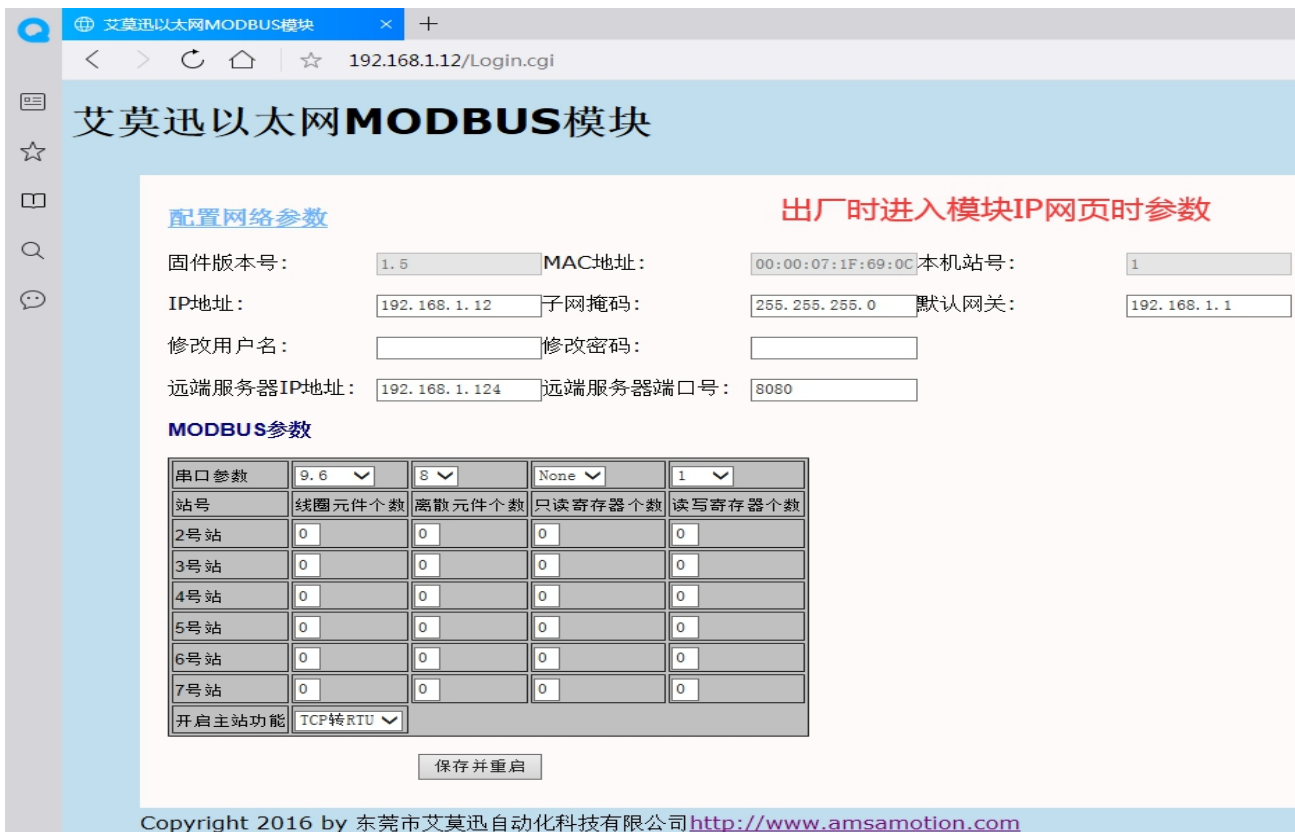 艾莫迅以太网MODBUS模块
192.168.1.12/Login.cgi
艾莫迅以太网MODBUS模块
配置网络参数 出厂时进入模块IP网页时参数
固件版本号: 1.5 MAC地址: 00:00:07:1F:69:0C 本机站号: 1
IP地址: 192.168.1.12 子网掩码: 255.255.255.0 默认网关: 192.168.1.1
修改用户名: 修改密码:
远端服务器IP地址: 192.168.1.124 远端服务器端口号: 8080
MODBUS参数
串口参数 9.6 8 None 1
站号 线圈元件个数 离散元件个数 只读寄存器个数 读写寄存器个数
2号站 0 0 0 0
3号站 0 0 0 0
4号站 0 0 0 0
5号站 0 0 0 0
6号站 0 0 0 0
7号站 0 0 0 0
开启主站功能 TCP转RTU
保存并重启
Copyright 2016 by 东莞市艾莫迅自动化科技有限公司http://www.amsamotion.com